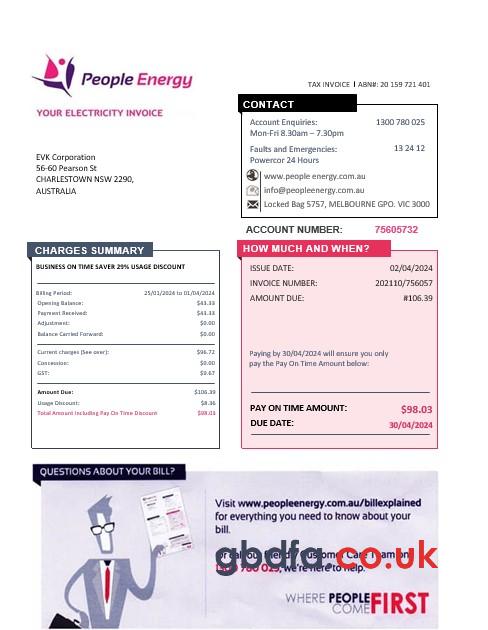 People Energy
TAX INVOICE I ABN#: 20 159 721 401
YOUR ELECTRICITY INVOICE
CONTACT
Account Enquiries: 1300 780 025
Mon-Fri 8.30am – 7.30pm
Faults and Emergencies: 13 24 12
Powercor 24 Hours
www.people energy.com.au
info@peopleenergy.com.au
Locked Bag 5757, MELBOURNE GPO. VIC 3000
EVK Corporation
56-60 Pearson St
CHARLESTOWN NSW 2290,
AUSTRALIA
ACCOUNT NUMBER: 75605732
CHARGES SUMMARY
BUSINESS ON TIME SAVER 29% USAGE DISCOUNT
Billing Period: 25/01/2024 to 01/04/2024
Opening Balance: $43.33
Payment Received: $43.33
Adjustment: $0.00
Balance Carried Forward: $0.00
Current charges (See over): $96.72
Concession: $0.00
GST: $9.67
Amount Due: $106.39
Usage Discount: $8.36
Total Amount Including Pay On Time Discount $98.03
HOW MUCH AND WHEN?
ISSUE DATE: 02/04/2024
INVOICE NUMBER: 202110/756057
AMOUNT DUE: #106.39
Paying by 30/04/2024 will ensure you only
pay the Pay On Time Amount below:
PAY ON TIME AMOUNT: $98.03
DUE DATE: 30/04/2024
QUESTIONS ABOUT YOUR BILL?
Visit www.peopleenergy.com.au/billexplained
for everything you need to know about your
bill.
Or call our friendly Customer Care Team on
1300 780 025, we're here to help.
gbdfa.co.uk
WHERE PEOPLE
COME FIRST